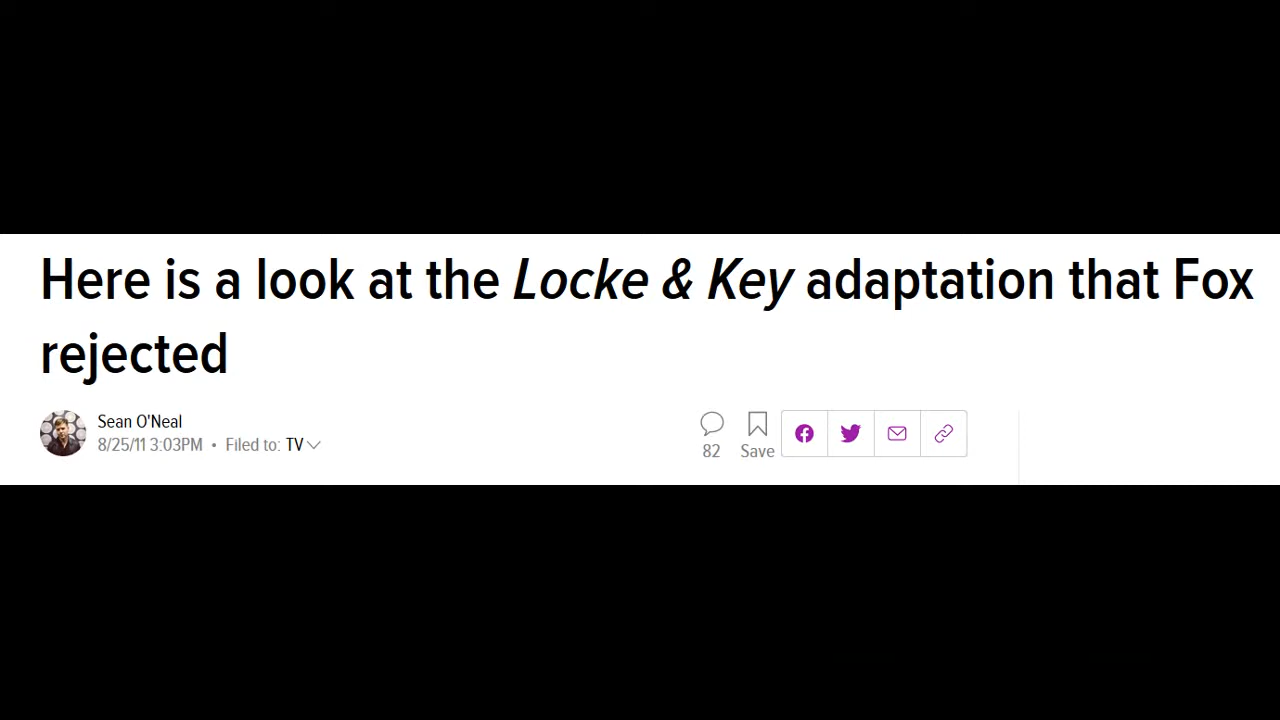 Here is a look at the Locke & Key adaptation that Fox
rejected
Sean O'Neal
8/25/11 3:03PM • Filed to: TV
82
Save